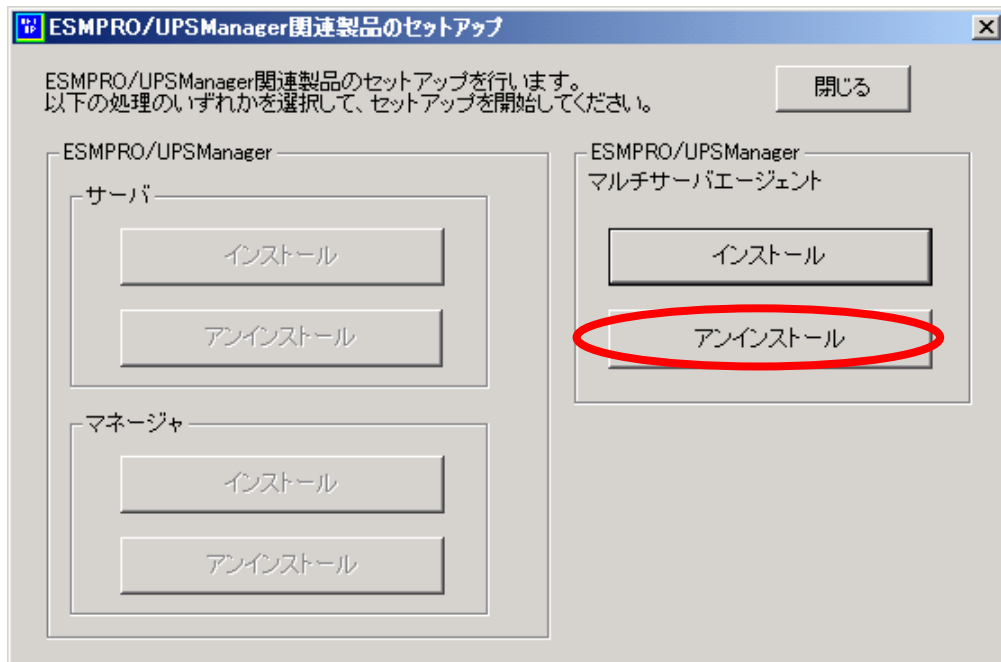 ESMPRO/UPSManager関連製品のセットアップ
ESMPRO/UPSManager関連製品のセットアップを行います。
以下の処理のいずれかを選択して、セットアップを開始してください。
閉じる
ESMPRO/UPSManager
サーバ
インストール
アンインストール
マネージャ
インストール
アンインストール
ESMPRO/UPSManager
マルチサーバエージェント
インストール
アンインストール